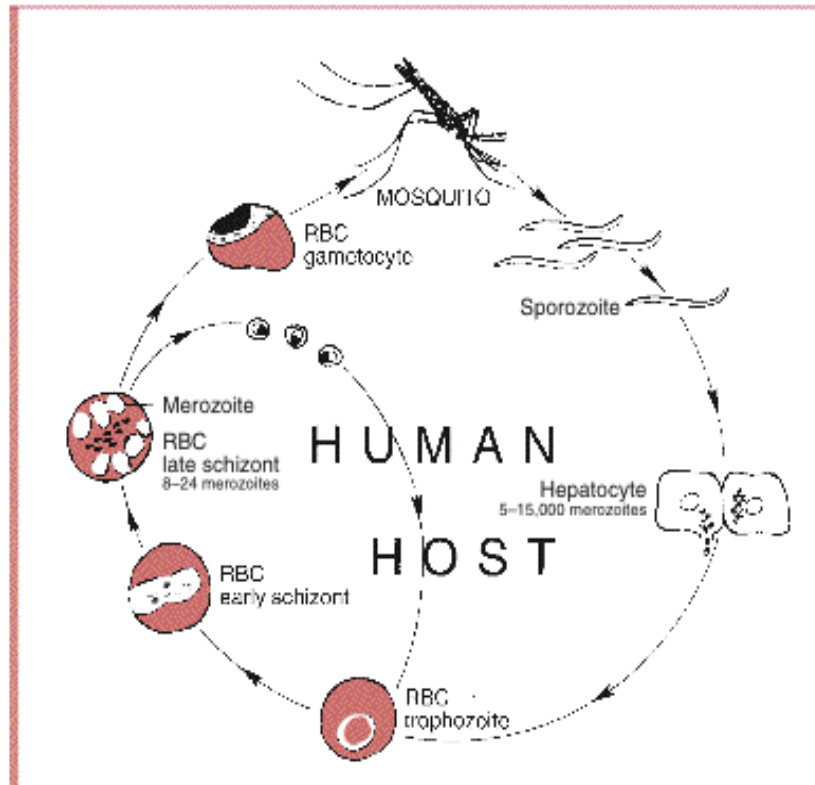 MOSQUITO
RBC
gametocyte
Sporozoite
Merozoite
RBC
late schizont
8–24 merozoites
HUMAN
HOST
Hepatocyte
5–15,000 merozoites
RBC
early schizont
RBC
trophozoite